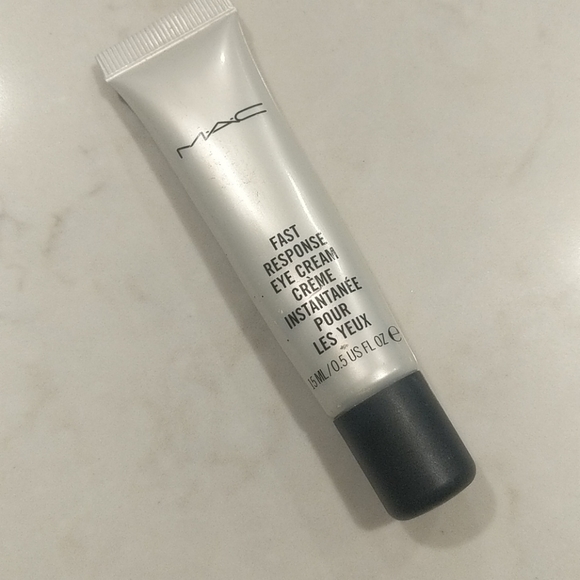 M·A·C
FAST
RESPONSE
EYE CREAM
CRÈME
INSTANTANÉE
POUR
LES YEUX
15 ML/0.5 US FL OZ ℮